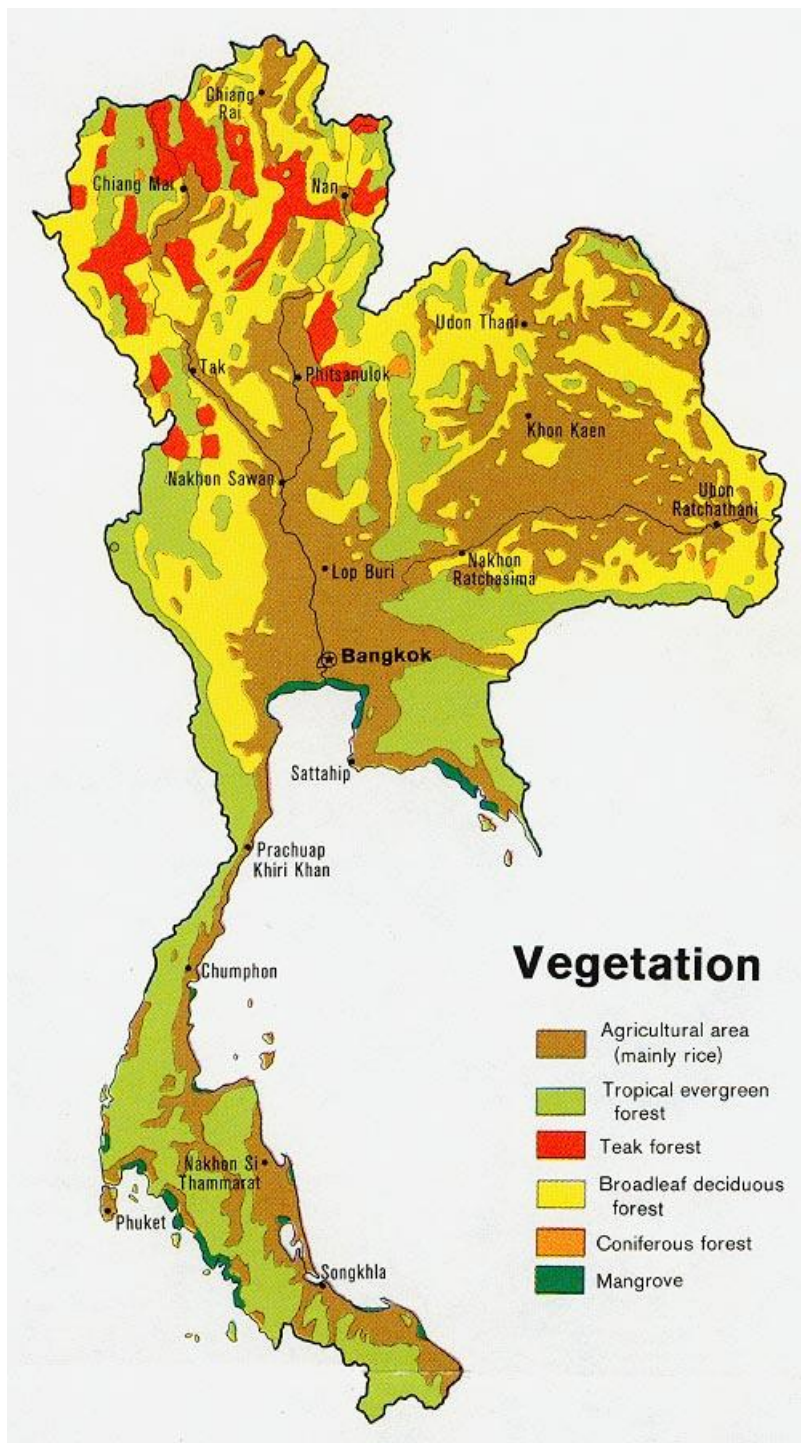 Chiang
Rai
Chiang Mai
Nan
Udon Thani
Tak
Phitsanulok
Khon Kaen
Nakhon Sawan
Ubon
Ratchathani
Lop Buri
Nakhon
Ratchasima
Bangkok
Sattahip
Prachuap
Khiri Khan
Chumphon
Nakhon Si
Thammarat
Phuket
Songkhla
Vegetation
Agricultural area
(mainly rice)
Tropical evergreen
forest
Teak forest
Broadleaf deciduous
forest
Coniferous forest
Mangrove